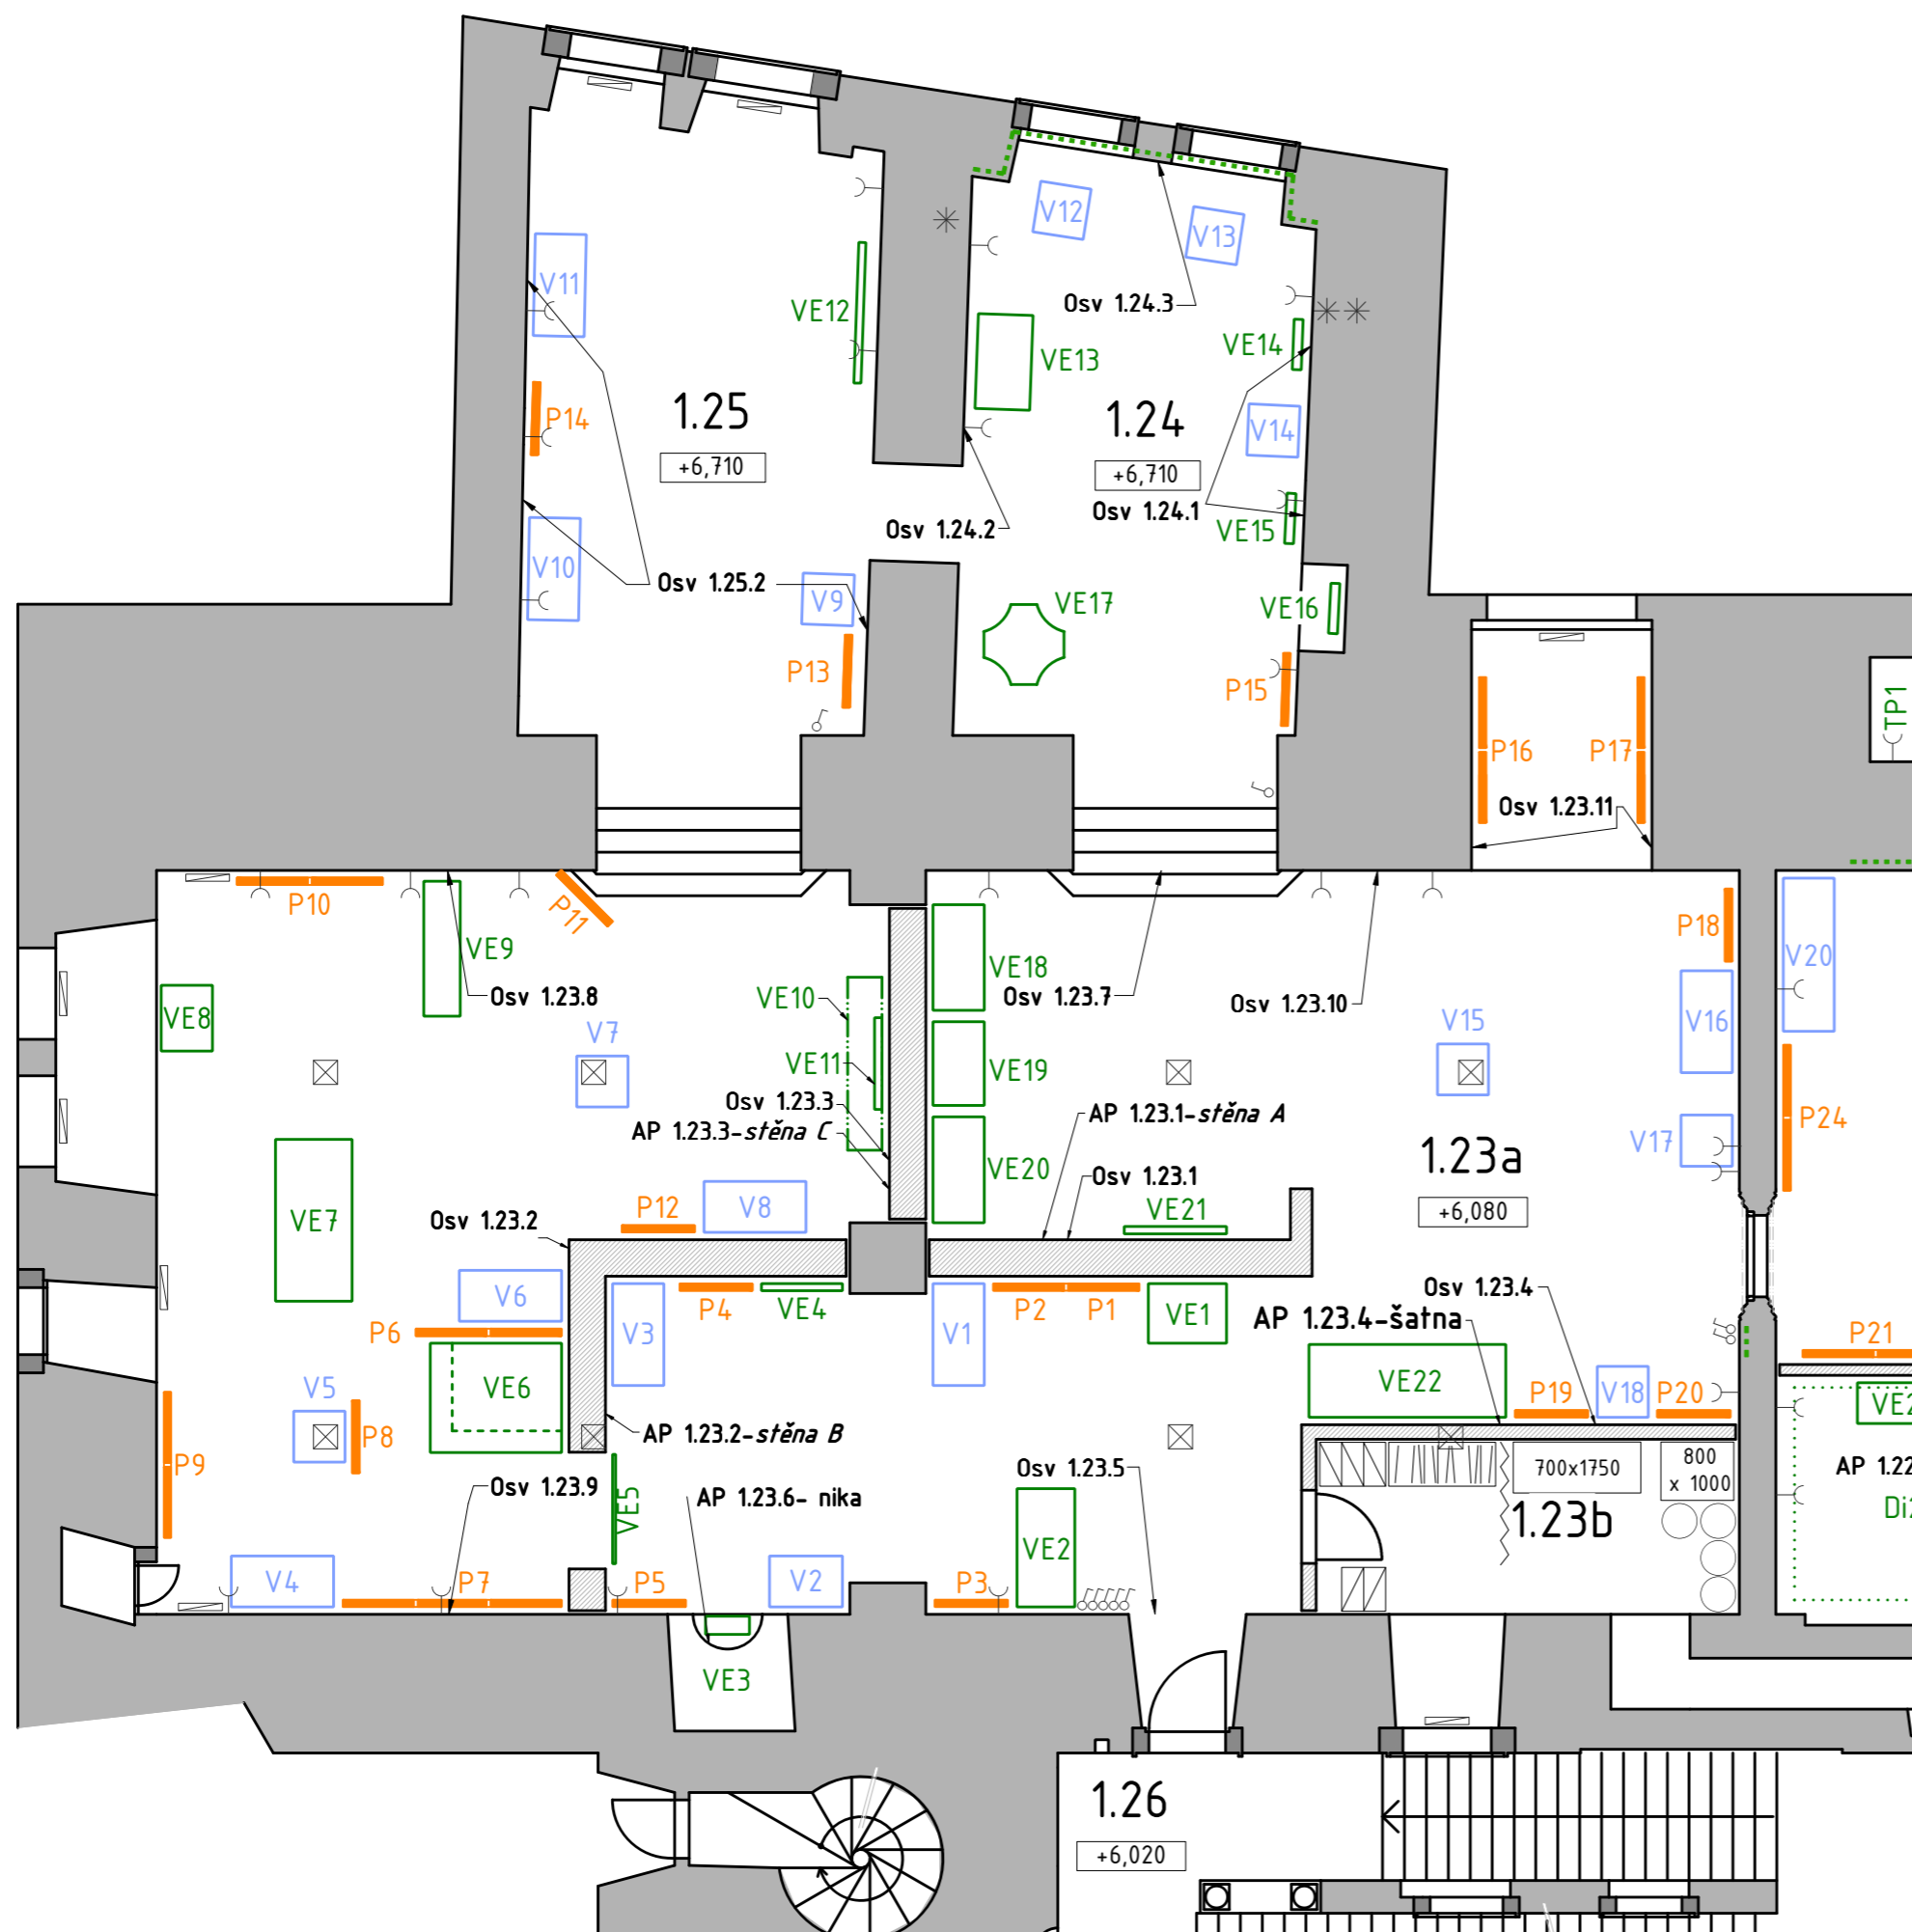 V12
V13
V11
Osv 1.24.3
VE12
VE14
VE13
1.25
+6,710
P14
1.24
+6,710
V14
Osv 1.24.1
Osv 1.24.2
VE15
V10
Osv 1.25.2
V9
VE17
VE16
P13
P15
TP1
P16
P17
Osv 1.23.11
P10
P11
P18
VE9
VE18
V20
Osv 1.23.8
VE10
Osv 1.23.7
Osv 1.23.10
VE8
V7
V15
V16
VE11
VE19
Osv 1.23.3
AP 1.23.3-stěna C
AP 1.23.1-stěna A
P24
V17
1.23a
+6,080
VE20
Osv 1.23.1
P12
V8
VE21
VE7
Osv 1.23.2
V6
P4
VE4
P2
P1
VE1
Osv 1.23.4
AP 1.23.4-šatna
P6
V3
V1
P21
VE6
VE22
V5
P19
V18
P20
P8
AP 1.23.2-stěna B
P9
Osv 1.23.9
AP 1.23.6- nika
Osv 1.23.5
700x1750
800
x 1000
AP 1.22
VE5
1.23b
VE2
V4
P7
P5
V2
P3
VE3
1.26
+6,020